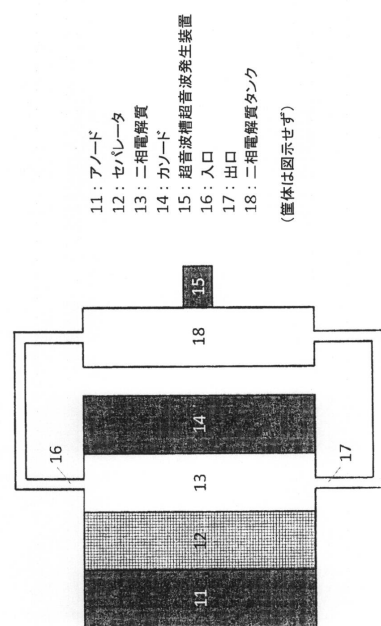 11：アノード
12：セパレータ
13：二相電解質
14：カソード
15：超音波槽超音波発生装置
16：入口
17：出口
18：二相電解質タンク
(筐体は図示せず)
16
11
12
13
14
18
15
17